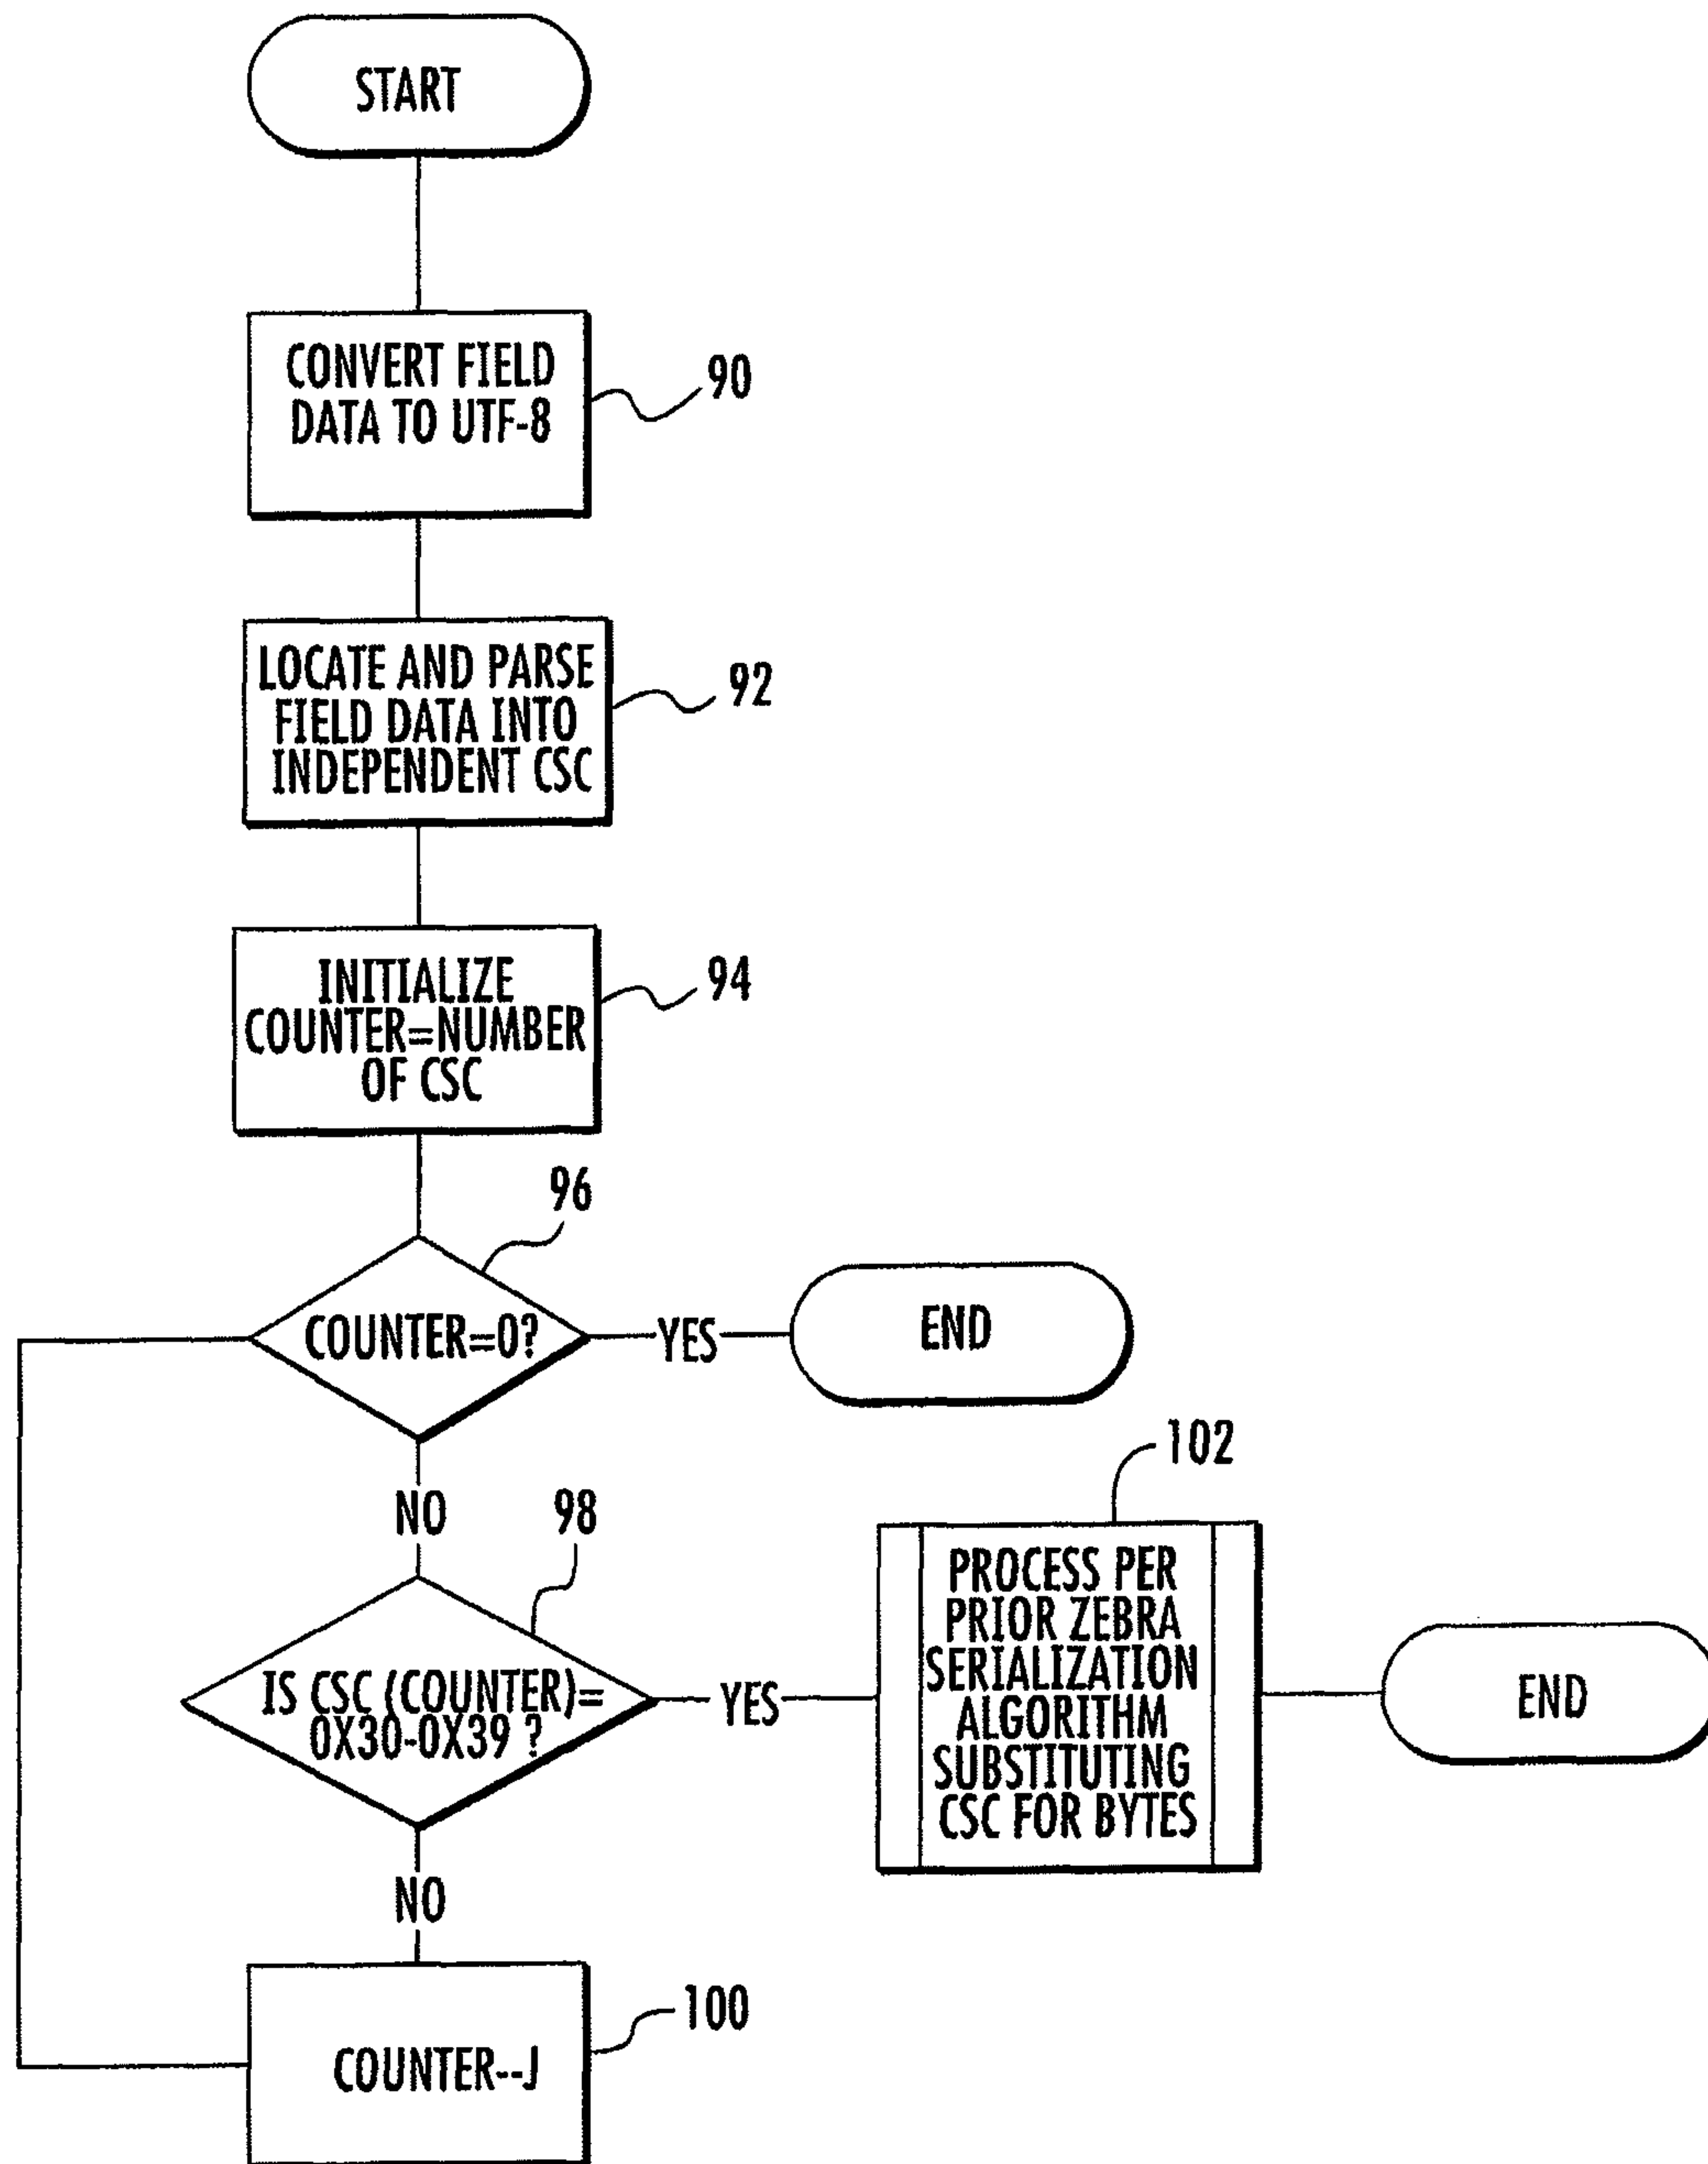 START
CONVERT FIELD
DATA TO UTF-8
90
LOCATE AND PARSE
FIELD DATA INTO
INDEPENDENT CSC
92
INITIALIZE
COUNTER=NUMBER
OF CSC
94
96
COUNTER=0?
YES
END
NO
98
IS CSC (COUNTER)=
0X30-0X39 ?
YES
102
PROCESS PER
PRIOR ZEBRA
SERIALIZATION
ALGORITHM
SUBSTITUTING
CSC FOR BYTES
END
NO
100
COUNTER--J